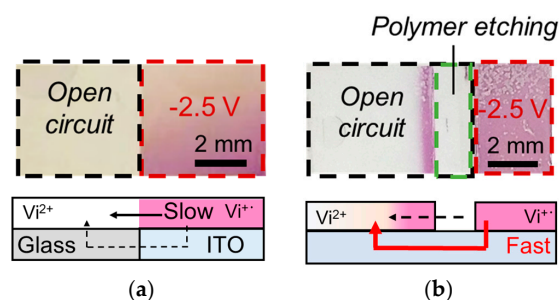 Polymer etching
Open
circuit
-2.5 V
2 mm
Open
circuit
-2.5 V
2 mm
Vi2+
Slow
Vi+·
Glass
ITO
Vi2+
Vi+·
Fast
(a)
(b)